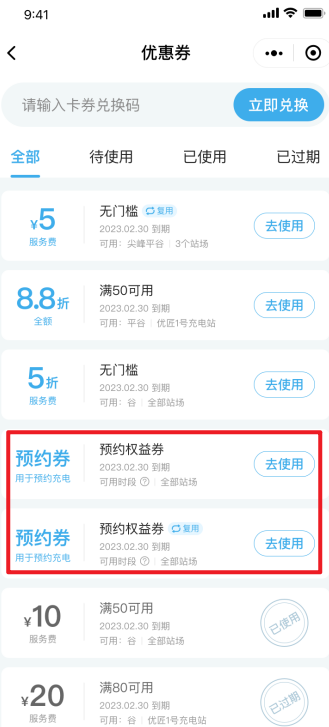 9:41
优惠券
请输入卡券兑换码
立即兑换
全部
待使用
已使用
已过期
¥5
服务费
无门槛 复用
2023.02.30 到期
可用：尖峰平谷 | 3个站场
去使用
8.8折
全额
满50可用
2023.02.30 到期
可用：平谷 | 优匠1号充电站
去使用
5折
服务费
无门槛
2023.02.30 到期
可用：谷 | 全部站场
去使用
预约券
用于预约充电
预约权益券
2023.02.30 到期
可用时段 ? | 全部站场
去使用
预约券
用于预约充电
预约权益券 复用
2023.02.30 到期
可用时段 ? | 全部站场
去使用
¥10
服务费
满50可用
2023.02.30 到期
可用：谷 | 全部站场
已使用
¥20
服务费
满80可用
2023.02.30 到期
可用：谷 | 优匠1号充电站
已过期